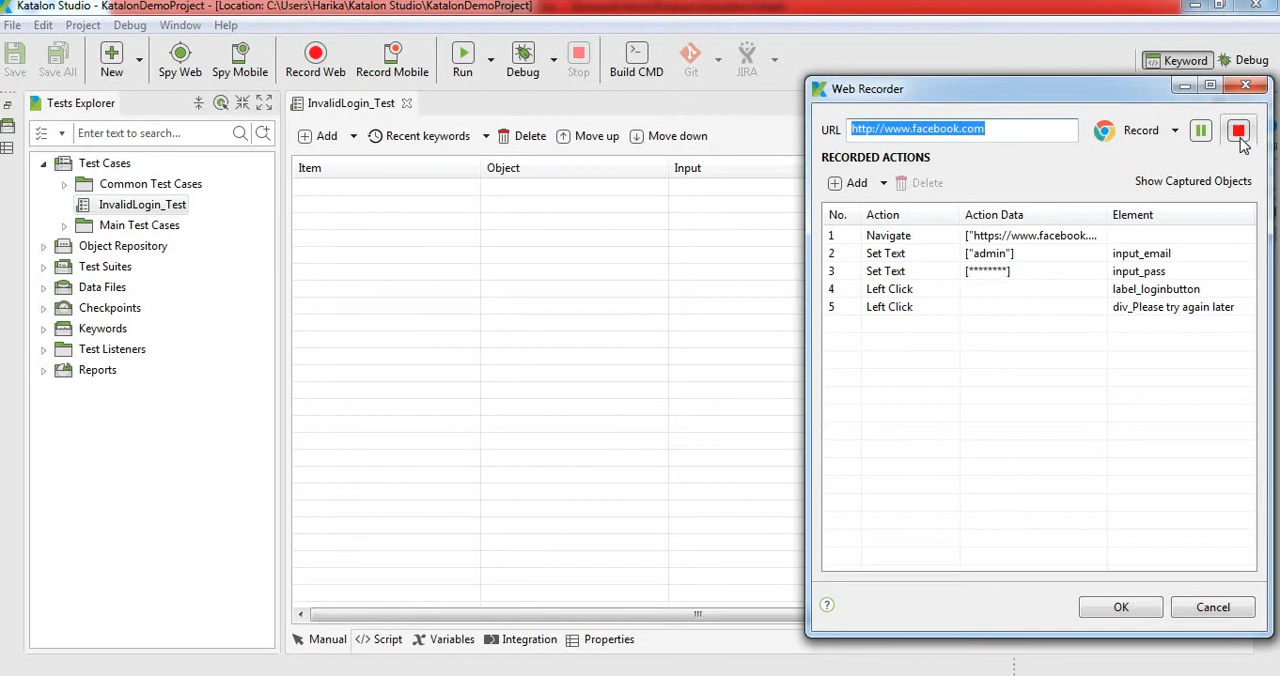 Katalon Studio - KatalonDemoProject - [Location: C:\Users\Harika\Katalon Studio\KatalonDemoProject]
File Edit Project Debug Window Help
Save Save All New Spy Web Spy Mobile Record Web Record Mobile Run Debug Stop Build CMD Git JIRA Keyword Debug
Tests Explorer
Enter text to search...
Test Cases
Common Test Cases
InvalidLogin_Test
Main Test Cases
Object Repository
Test Suites
Data Files
Checkpoints
Keywords
Test Listeners
Reports
InvalidLogin_Test
Add Recent keywords Delete Move up Move down
Item Object Input
Manual Script Variables Integration Properties
Web Recorder
URL http://www.facebook.com Record
RECORDED ACTIONS
Add Delete Show Captured Objects
No. Action Action Data Element
1 Navigate ["https://www.facebook....
2 Set Text ["admin"] input_email
3 Set Text [********] input_pass
4 Left Click label_loginbutton
5 Left Click div_Please try again later
? OK Cancel